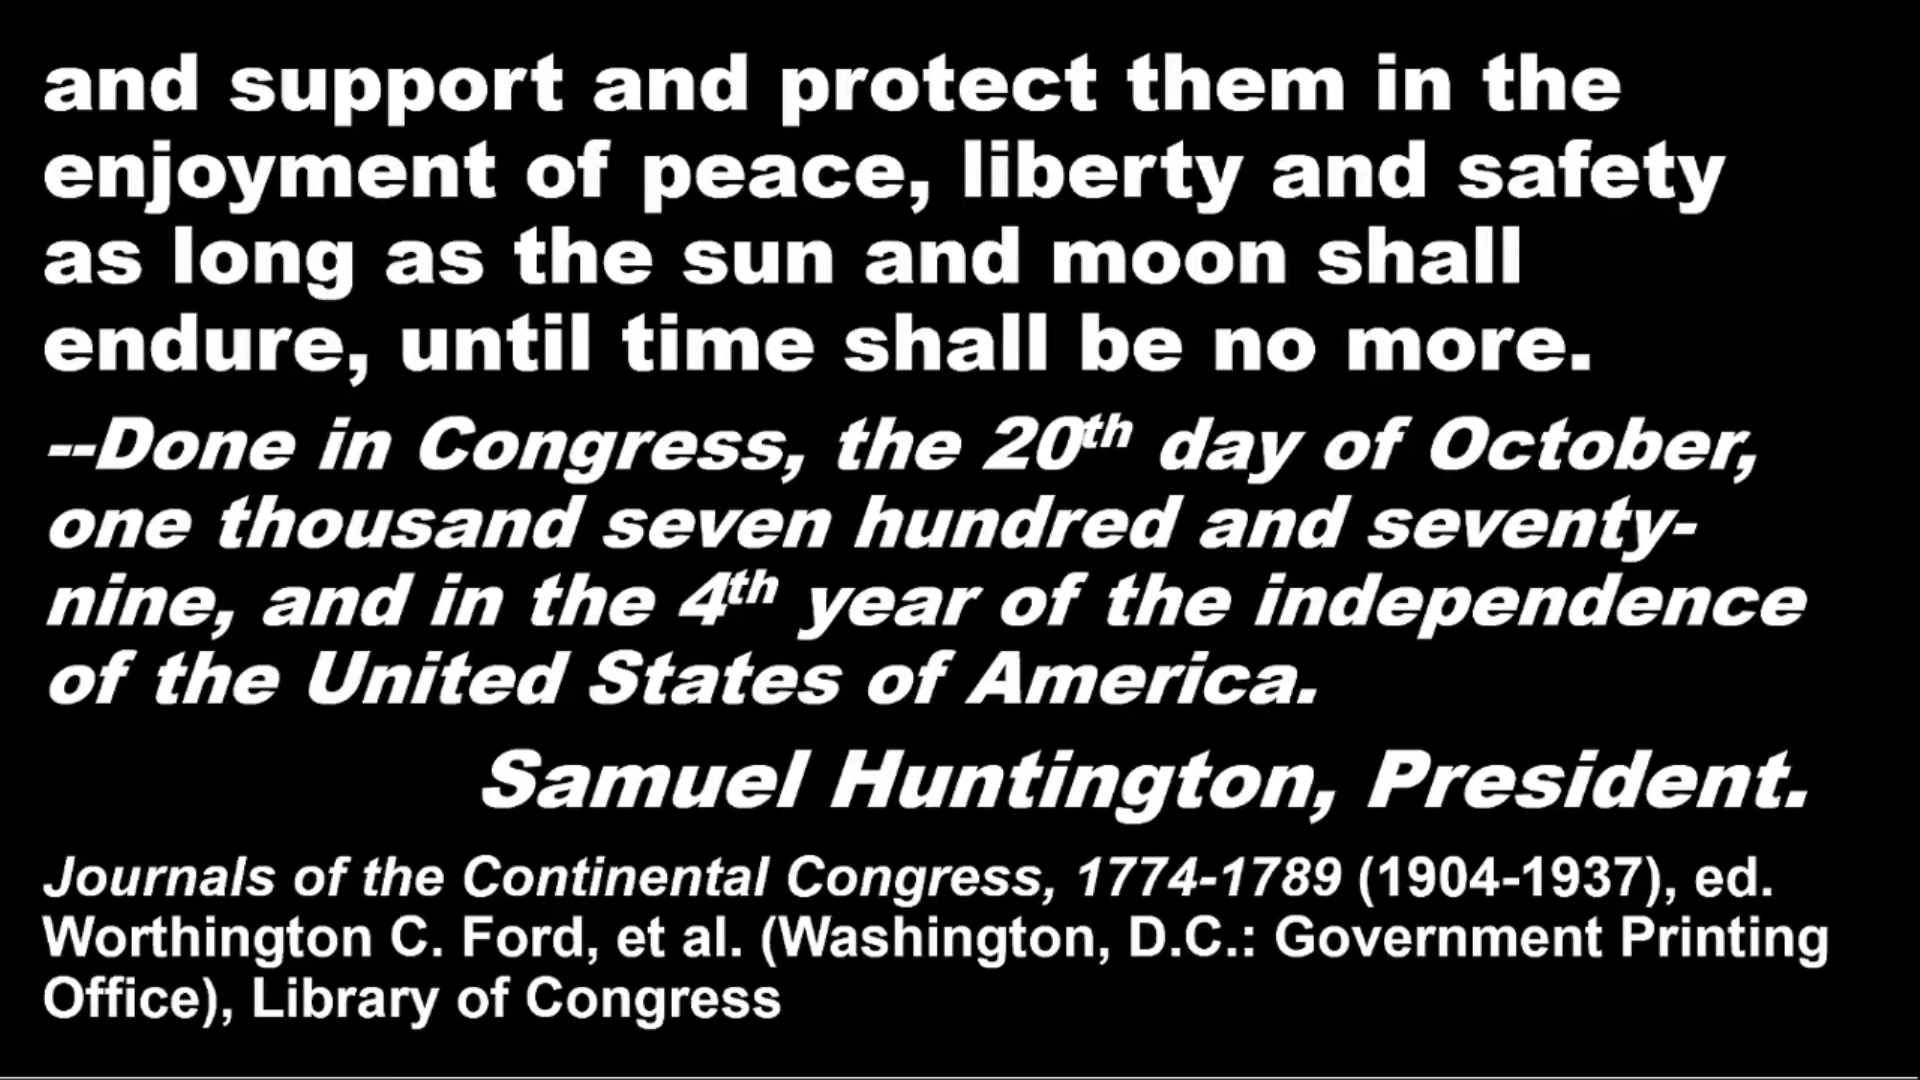 and support and protect them in the
enjoyment of peace, liberty and safety
as long as the sun and moon shall
endure, until time shall be no more.
--Done in Congress, the 20th day of October,
one thousand seven hundred and seventy-
nine, and in the 4th year of the independence
of the United States of America.
Samuel Huntington, President.
Journals of the Continental Congress, 1774-1789 (1904-1937), ed.
Worthington C. Ford, et al. (Washington, D.C.: Government Printing
Office), Library of Congress